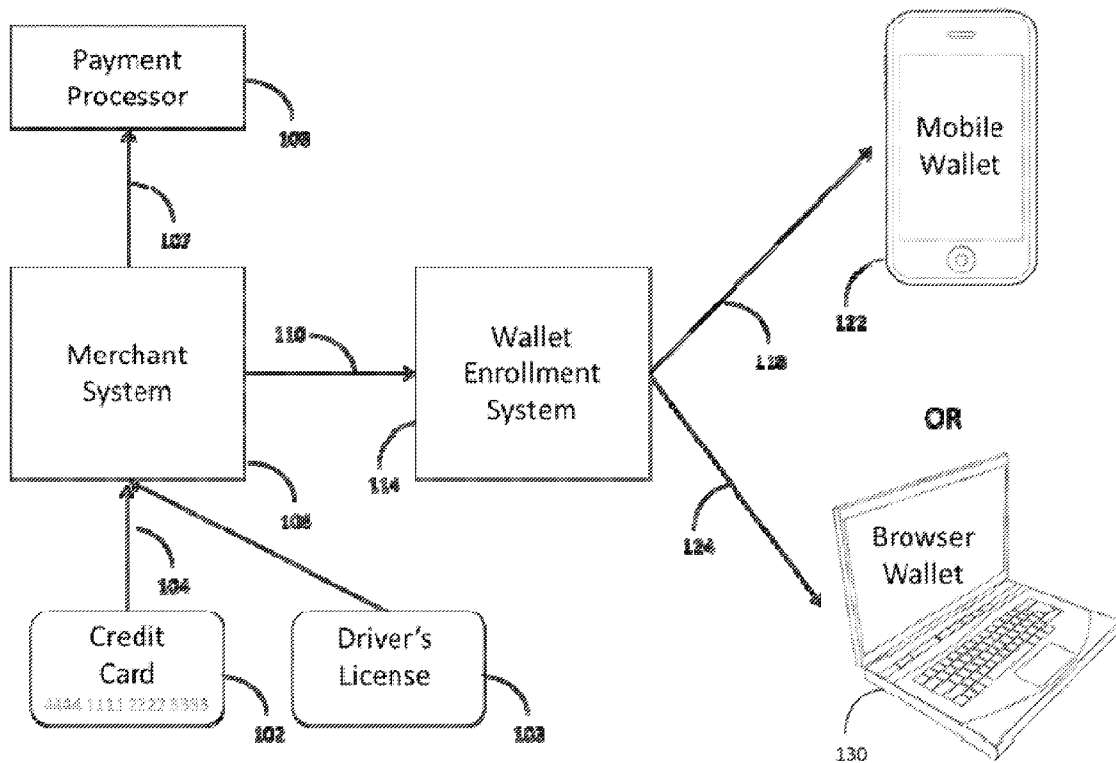 Payment
Processor
108
107
Merchant
System
106
110
Wallet
Enrollment
System
114
118
124
Mobile
Wallet
122
OR
Browser
Wallet
130
104
Credit
Card
102
Driver's
License
103